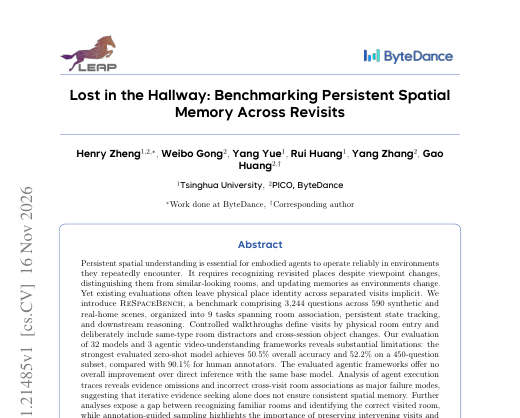 LEAP
ByteDance
Lost in the Hallway: Benchmarking Persistent Spatial
Memory Across Revisits
Henry Zheng1,2,*, Weibo Gong2, Yang Yue1, Rui Huang1, Yang Zhang2, Gao
Huang2,†
1Tsinghua University, 2PICO, ByteDance
*Work done at ByteDance, †Corresponding author
Abstract
Persistent spatial understanding is essential for embodied agents to operate reliably in environments
they repeatedly encounter. It requires recognizing revisited places despite viewpoint changes,
distinguishing them from similar-looking rooms, and updating memories as environments change.
Yet existing evaluations often leave physical place identity across separated visits implicit. We
introduce ReSpaceBench, a benchmark comprising 3,244 questions across 590 synthetic and
real-home scenes, organized into 9 tasks spanning room association, persistent state tracking,
and downstream reasoning. Controlled walkthroughs define visits by physical room entry and
deliberately include same-type room distractors and cross-session object changes. Our evaluation
of 32 models and 3 agentic video-understanding frameworks reveals substantial limitations: the
strongest evaluated zero-shot model achieves 50.5% overall accuracy and 52.2% on a 450-question
subset, compared with 90.1% for human annotators. The evaluated agentic frameworks offer no
overall improvement over direct inference with the same base model. Analysis of agent execution
traces reveals evidence omissions and incorrect cross-visit room associations as major failure modes,
suggesting that iterative evidence seeking alone does not ensure consistent spatial memory. Further
analyses expose a gap between recognizing familiar rooms and identifying the correct visited room,
while annotation-guided sampling highlights the importance of preserving intervening visits and
1.21485v1 [cs.CV] 16 Nov 2026